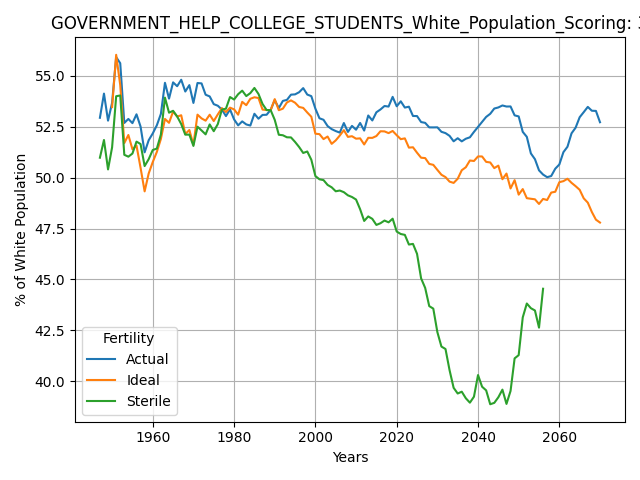 GOVERNMENT_HELP_COLLEGE_STUDENTS_White_Population_Scoring:
% of White Population
55.0
52.5
50.0
47.5
45.0
42.5
40.0
Fertility
Actual
Ideal
Sterile
1960
1980
2000
2020
2040
2060
Years